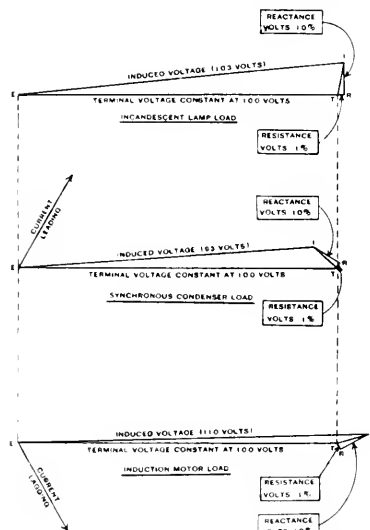 REACTANCE
VOLTS 10%
INDUCED VOLTAGE (103 VOLTS)
E
T
R
TERMINAL VOLTAGE CONSTANT AT 100 VOLTS
INCANDESCENT LAMP LOAD
RESISTANCE
VOLTS 1%
CURRENT
LEADING
REACTANCE
VOLTS 10%
INDUCED VOLTAGE (93 VOLTS)
I
E
T
R
TERMINAL VOLTAGE CONSTANT AT 100 VOLTS
SYNCHRONOUS CONDENSER LOAD
RESISTANCE
VOLTS 1%
INDUCED VOLTAGE (110 VOLTS)
E
T
R
TERMINAL VOLTAGE CONSTANT AT 100 VOLTS
INDUCTION MOTOR LOAD
CURRENT
LAGGING
RESISTANCE
VOLTS 1%
REACTANCE